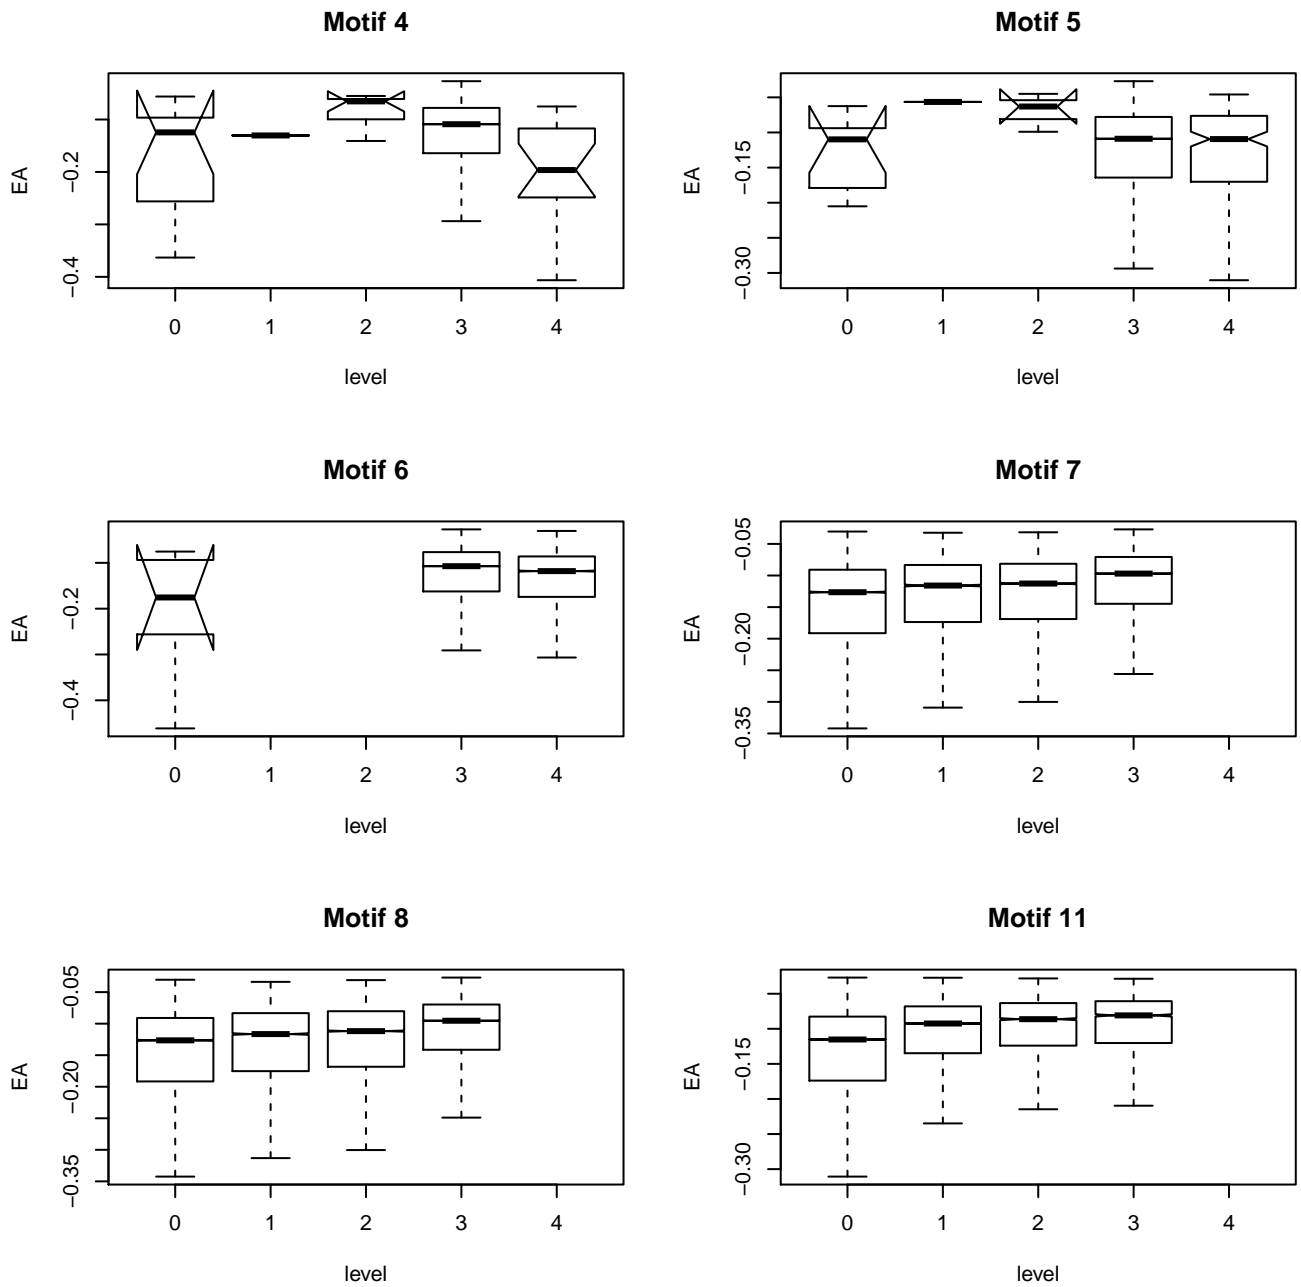 Motif 4
EA
-0.2
-0.4
0 1 2 3 4
level
Motif 5
EA
-0.15
-0.30
0 1 2 3 4
level
Motif 6
EA
-0.2
-0.4
0 1 2 3 4
level
Motif 7
EA
-0.05
-0.20
-0.35
0 1 2 3 4
level
Motif 8
EA
-0.05
-0.20
-0.35
0 1 2 3 4
level
Motif 11
EA
-0.15
-0.30
0 1 2 3 4
level